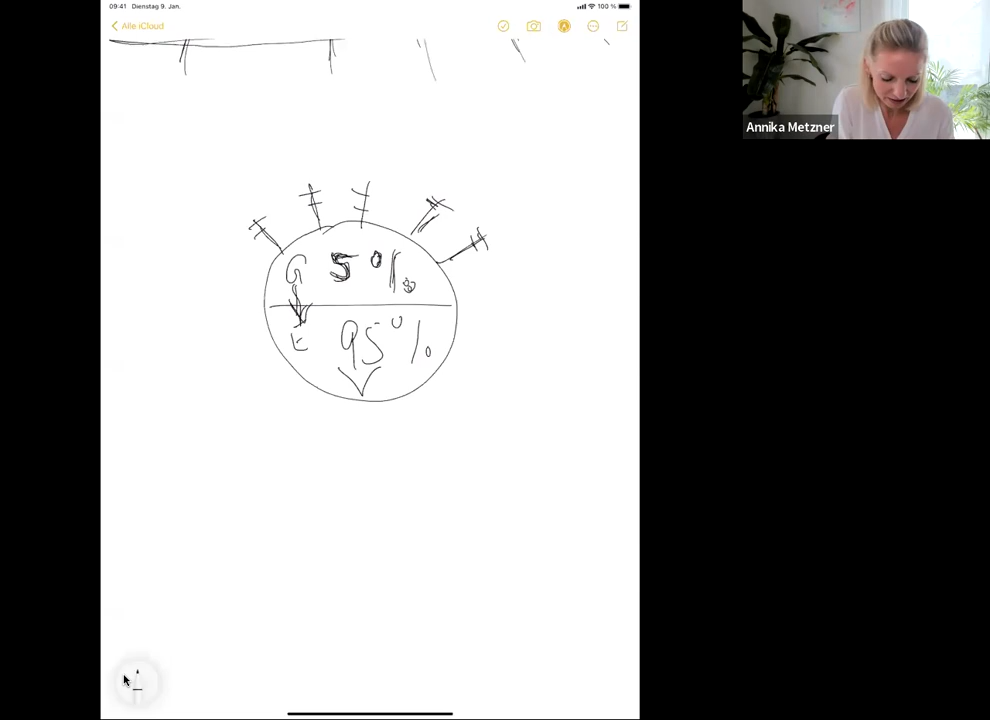 09:41 Dienstag 9. Jan.
100 %
Alle iCloud
Annika Metzner
G 5%
E 95%